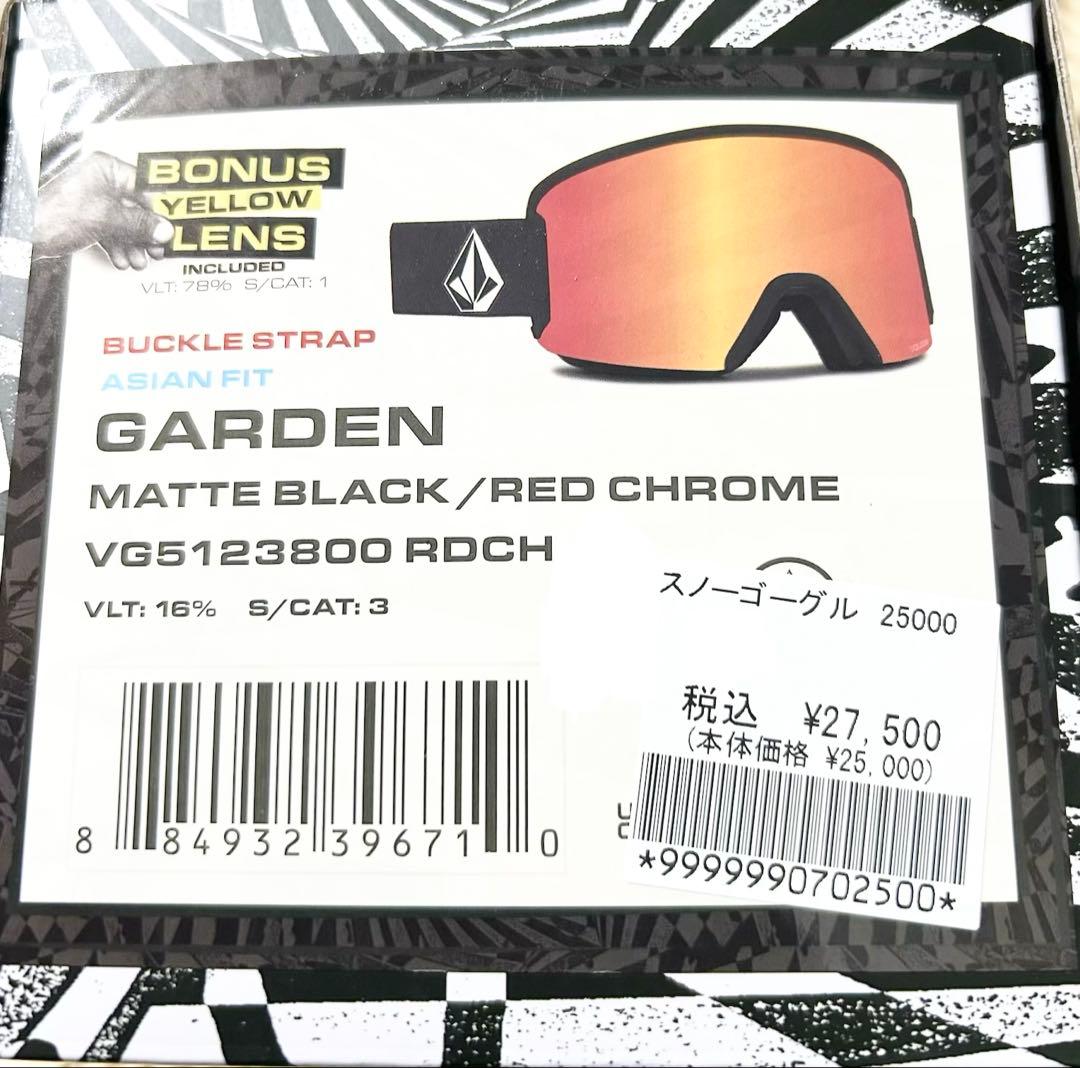 BONUS
YELLOW
LENS
INCLUDED
VLT: 78% S/CAT: 1
BUCKLE STRAP
ASIAN FIT
GARDEN
MATTE BLACK/RED CHROME
VG5123800 RDCH
VLT: 16% S/CAT: 3
8 84932 39671 0
スノーゴーグル 25000
税込 ¥27,500
(本体価格 ¥25,000)
*9999990702500*